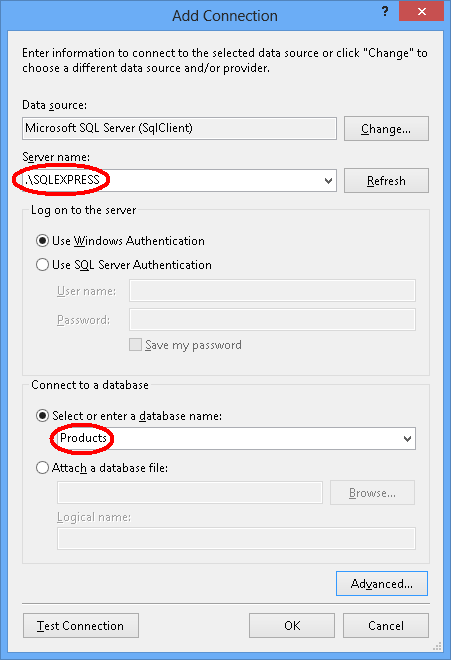 Add Connection
?
Enter information to connect to the selected data source or click "Change" to
choose a different data source and/or provider.
Data source:
Microsoft SQL Server (SqlClient)
Change...
Server name:
.\SQLEXPRESS
Refresh
Log on to the server
Use Windows Authentication
Use SQL Server Authentication
User name:
Password:
Save my password
Connect to a database
Select or enter a database name:
Products
Attach a database file:
Browse...
Logical name:
Advanced...
Test Connection
OK
Cancel